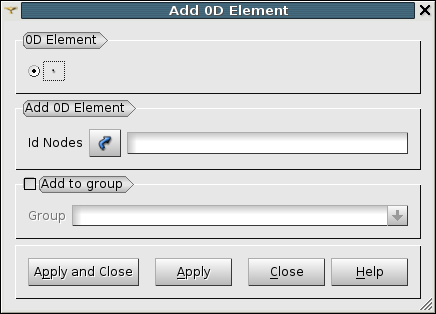 Add 0D Element
0D Element
Add 0D Element
Id Nodes
Add to group
Group
Apply and Close Apply Close Help